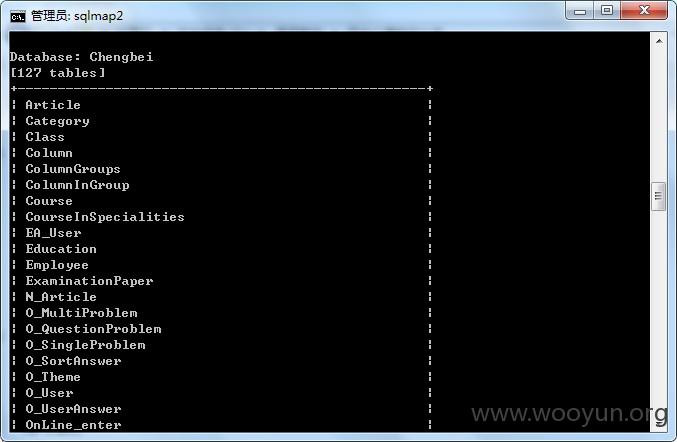 管理员: sqlmap2
Database: Chengbei
[127 tables]
+---------------------------------------------------+
| Article |
| Category |
| Class |
| Column |
| ColumnGroups |
| ColumnInGroup |
| Course |
| CourseInSpecialities |
| EA_User |
| Education |
| Employee |
| ExaminationPaper |
| N_Article |
| O_MultiProblem |
| O_QuestionProblem |
| O_SingleProblem |
| O_SortAnswer |
| O_Theme |
| O_User |
| O_UserAnswer |
| OnLine_enter |
www.wooyun.org